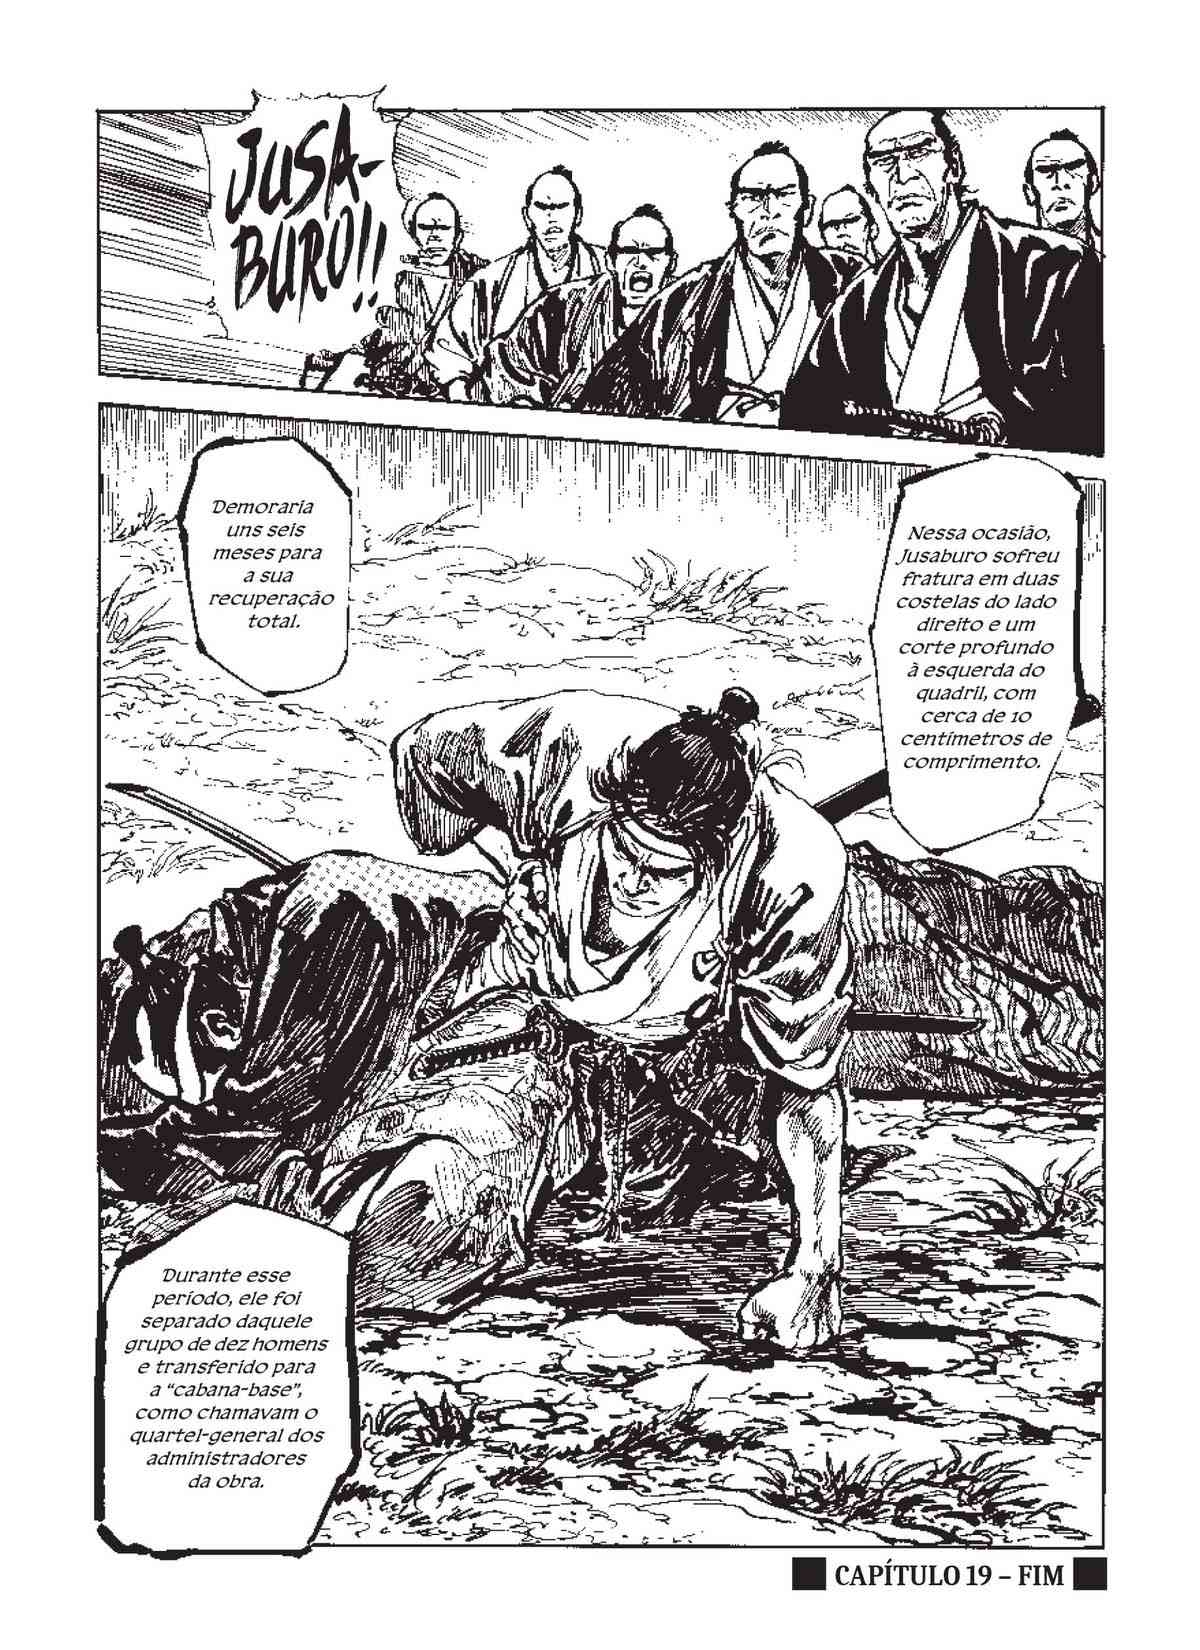 JUSA-
BURO!!
Nessa ocasião,
Jusaburo sofreu
fratura em duas
costelas do lado
direito e um
corte profundo
à esquerda do
quadril, com
cerca de 10
centímetros de
comprimento.
Demoraria
uns seis
meses para
a sua
recuperação
total.
Durante esse
período, ele foi
separado daquele
grupo de dez homens
e transferido para
a “cabana-base”,
como chamavam o
quartel-general dos
administradores
da obra.
CAPÍTULO 19 – FIM